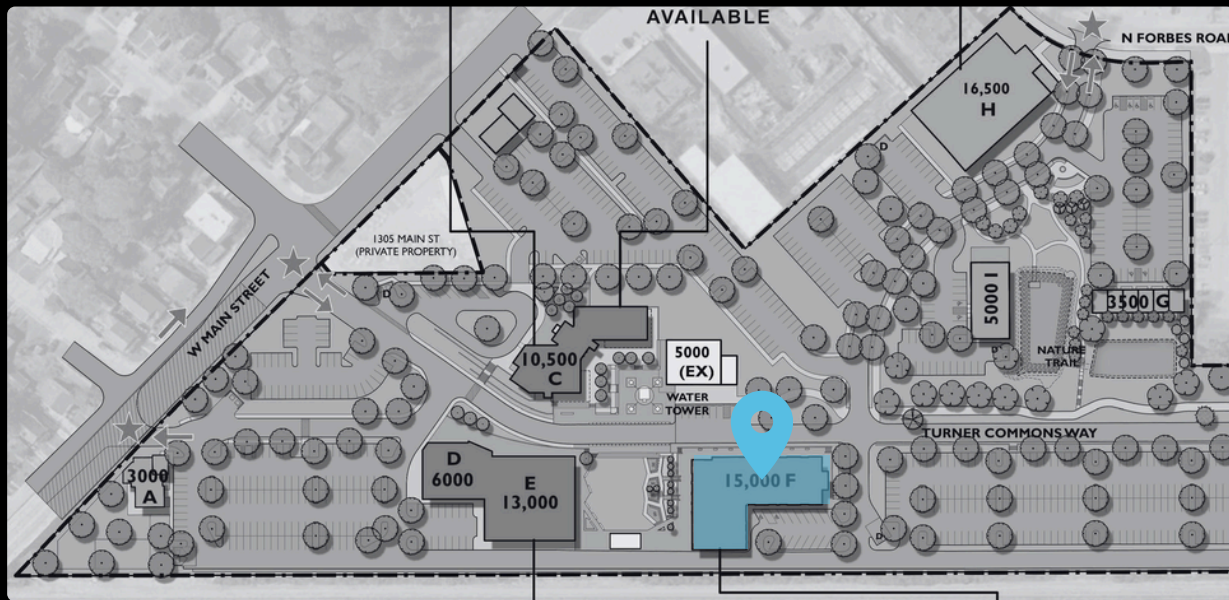 AVAILABLE
N FORBES ROA
16,500
H
D
1305 MAIN ST
(PRIVATE PROPERTY)
D
W MAIN STREET
5000 I
3500 G
10,500
C
5000
(EX)
D
NATURE
TRAIL
WATER
TOWER
TURNER COMMONS WAY
3000
A
D
6000
E
13,000
15,000 F
D